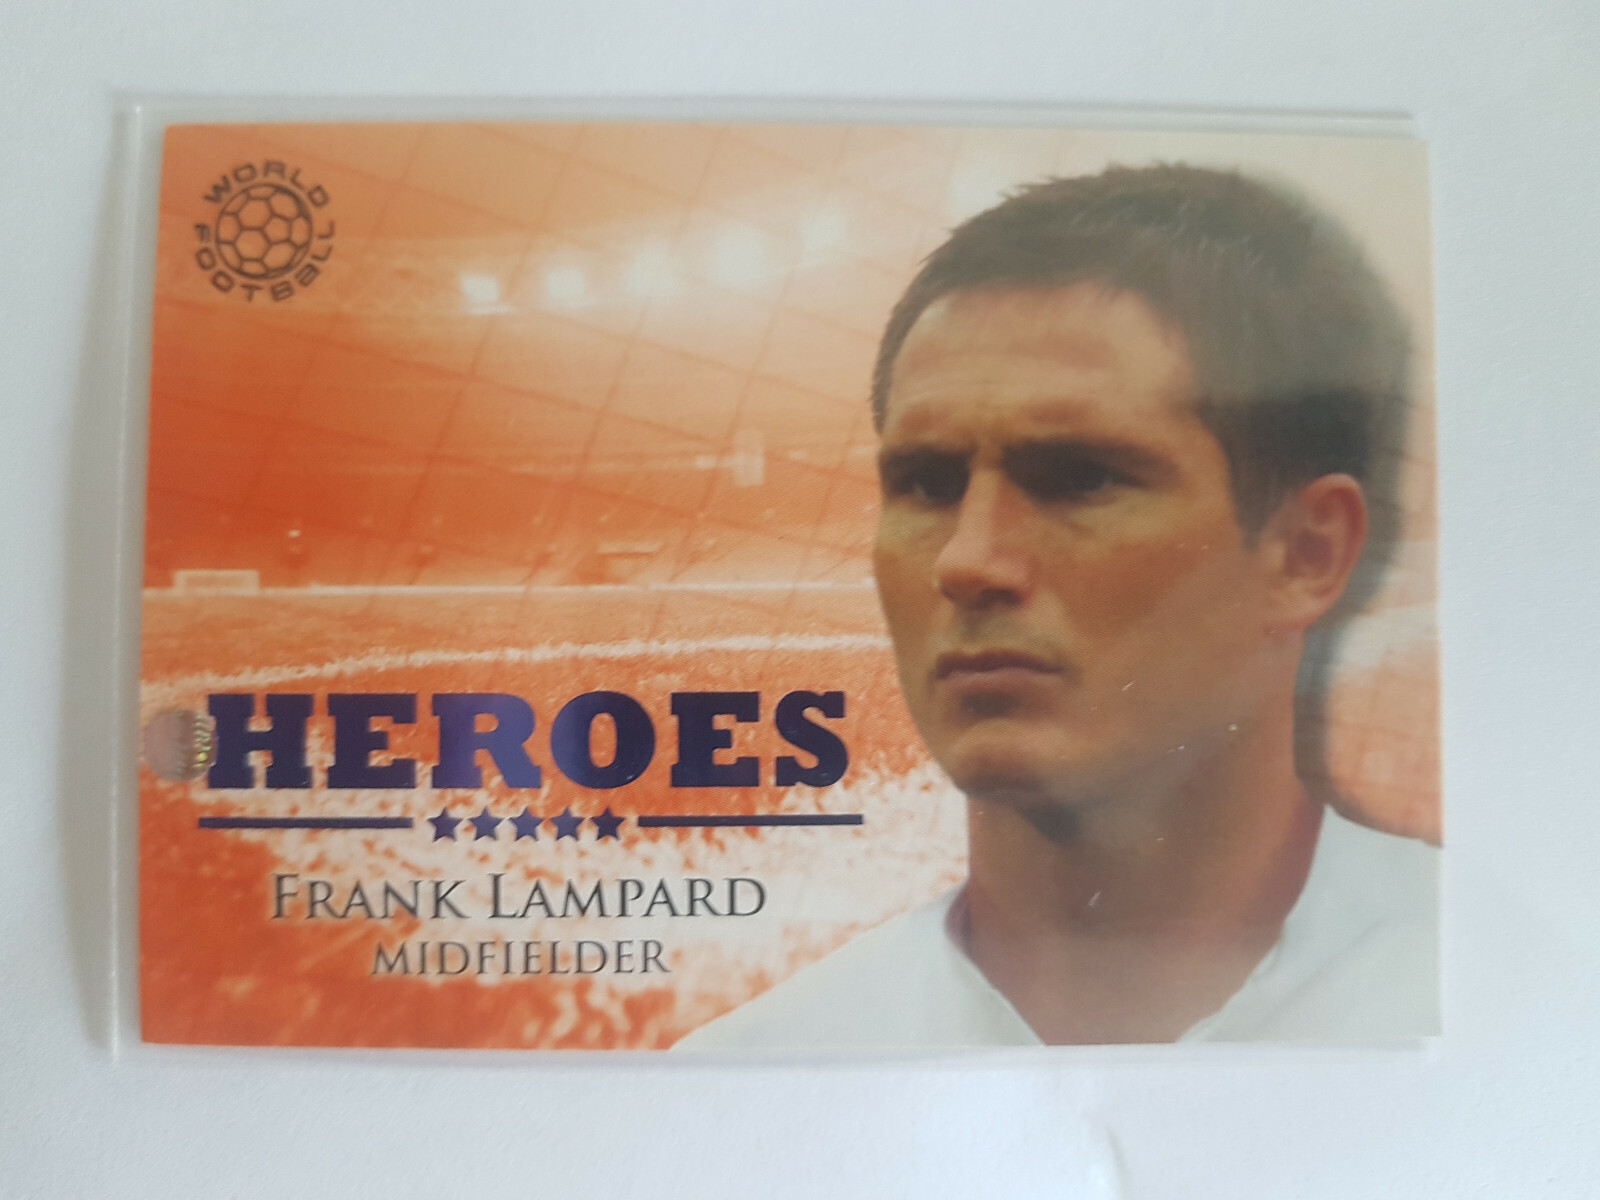 WORLD
FOOTBALL
HEROES
FRANK LAMPARD
MIDFIELDER